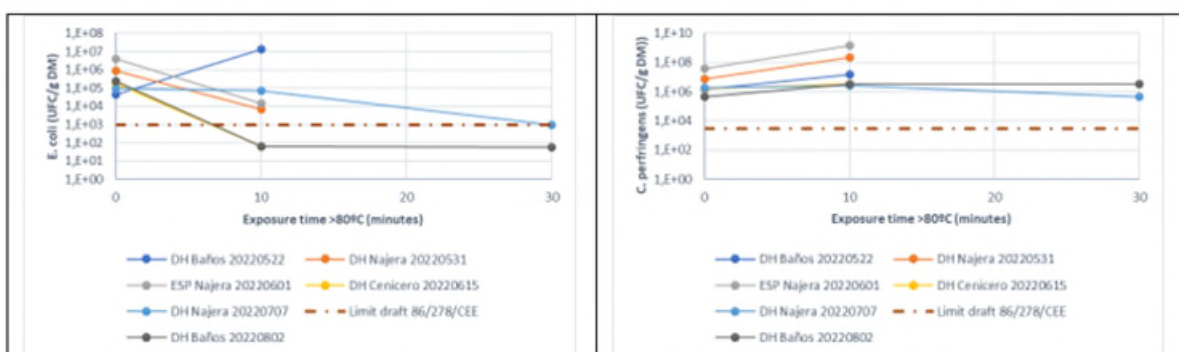 E. coli (UFC/g DM)
1,E+08
1,E+07
1,E+06
1,E+05
1,E+04
1,E+03
1,E+02
1,E+01
1,E+00
0
10
20
30
Exposure time >80ºC (minutes)
DH Baños 20220522
DH Najera 20220531
ESP Najera 20220601
DH Cenicero 20220615
DH Najera 20220707
Limit draft 86/278/CEE
DH Baños 20220802
C. perfringens (UFC/g DM))
1,E+10
1,E+08
1,E+06
1,E+04
1,E+02
1,E+00
0
10
20
30
Exposure time >80ºC (minutes)
DH Baños 20220522
DH Najera 20220531
ESP Najera 20220601
DH Cenicero 20220615
DH Najera 20220707
Limit draft 86/278/CEE
DH Baños 20220802